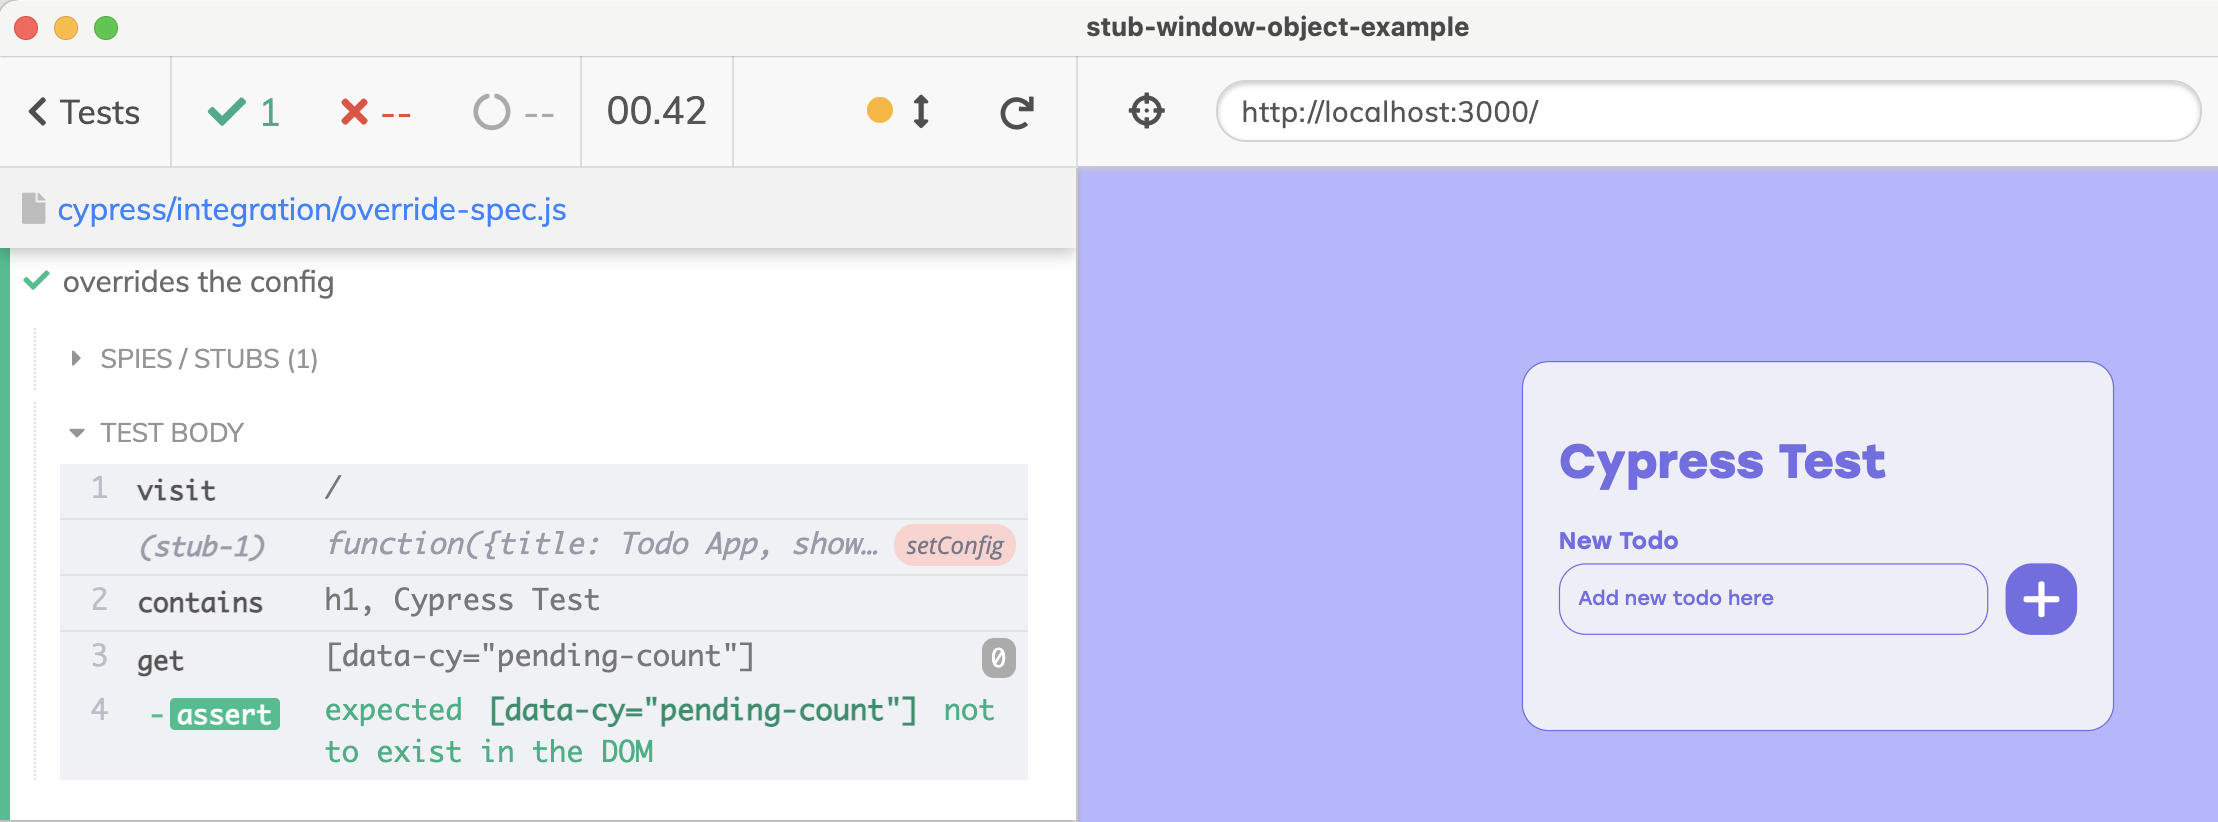 stub-window-object-example
Tests 1 -- -- 00.42
http://localhost:3000/
cypress/integration/override-spec.js
overrides the config
SPIES / STUBS (1)
TEST BODY
1 visit /
(stub-1) function({title: Todo App, show… setConfig
2 contains h1, Cypress Test
3 get [data-cy="pending-count"] 0
4 -assert expected [data-cy="pending-count"] not
to exist in the DOM
Cypress Test
New Todo
Add new todo here